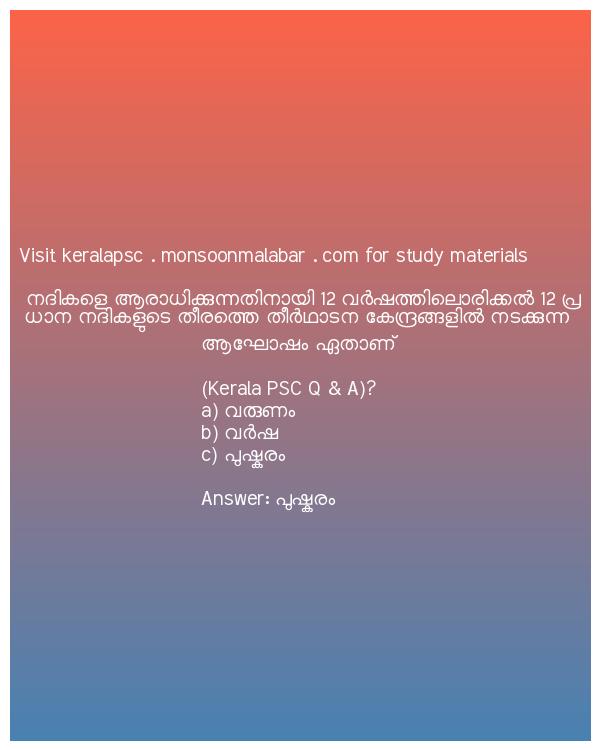 Visit keralapsc . monsoonmalabar . com for study materials
നദികളെ ആരാധിക്കുന്നതിനായി 12 വർഷത്തിലൊരിക്കൽ 12 പ്ര
ധാന നദികളുടെ തീരത്തെ തീർഥാടന കേന്ദ്രങ്ങളിൽ നടക്കുന്ന
ആഘോഷം ഏതാണ്
(Kerala PSC Q & A)?
a) വരുണം
b) വർഷ
c) പുഷ്കരം
Answer: പുഷ്കരം